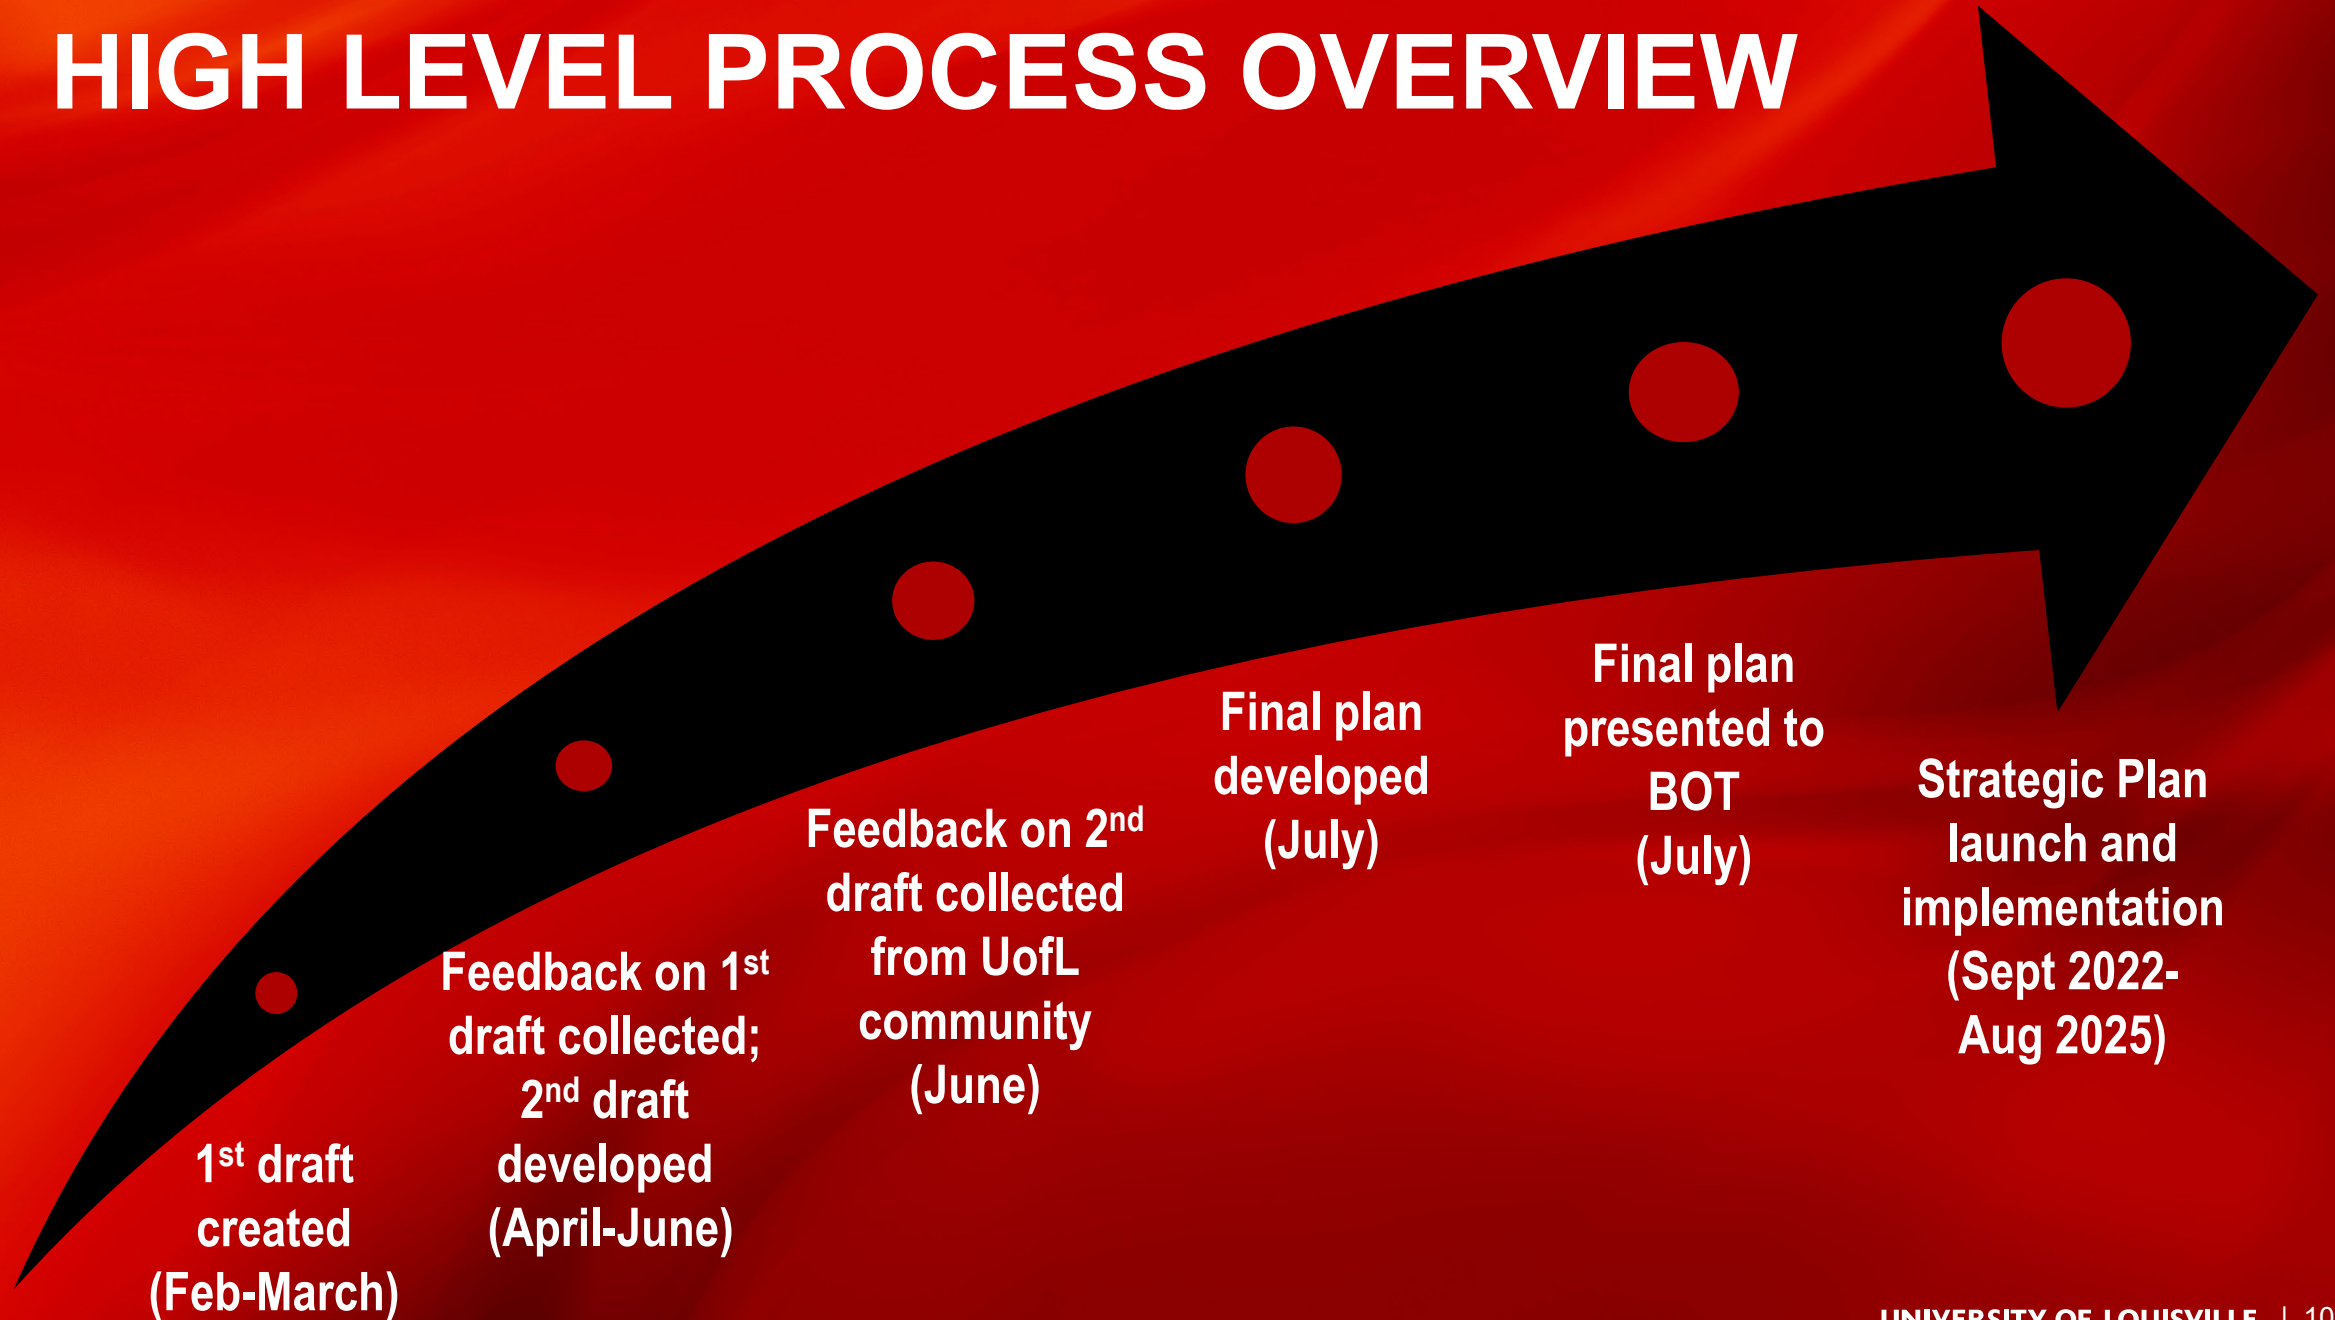 HIGH LEVEL PROCESS OVERVIEW
1st draft
created
(Feb-March)
Feedback on 1st
draft collected;
2nd draft
developed
(April-June)
Feedback on 2nd
draft collected
from UofL
community
(June)
Final plan
developed
(July)
Final plan
presented to
BOT
(July)
Strategic Plan
launch and
implementation
(Sept 2022-
Aug 2025)
UNIVERSITY OF LOUISVILLE | 10